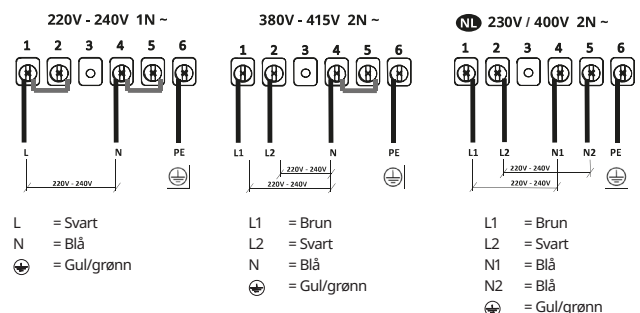 220V - 240V 1N ~
1 2 3 4 5 6
L N PE
220V - 240V
L = Svart
N = Blå
= Gul/grønn
380V - 415V 2N ~
1 2 3 4 5 6
L1 L2 N PE
220V - 240V
220V - 240V
L1 = Brun
L2 = Svart
N = Blå
= Gul/grønn
NL 230V / 400V 2N ~
1 2 3 4 5 6
L1 L2 N1 N2 PE
220V - 240V
220V - 240V
L1 = Brun
L2 = Svart
N1 = Blå
N2 = Blå
= Gul/grønn